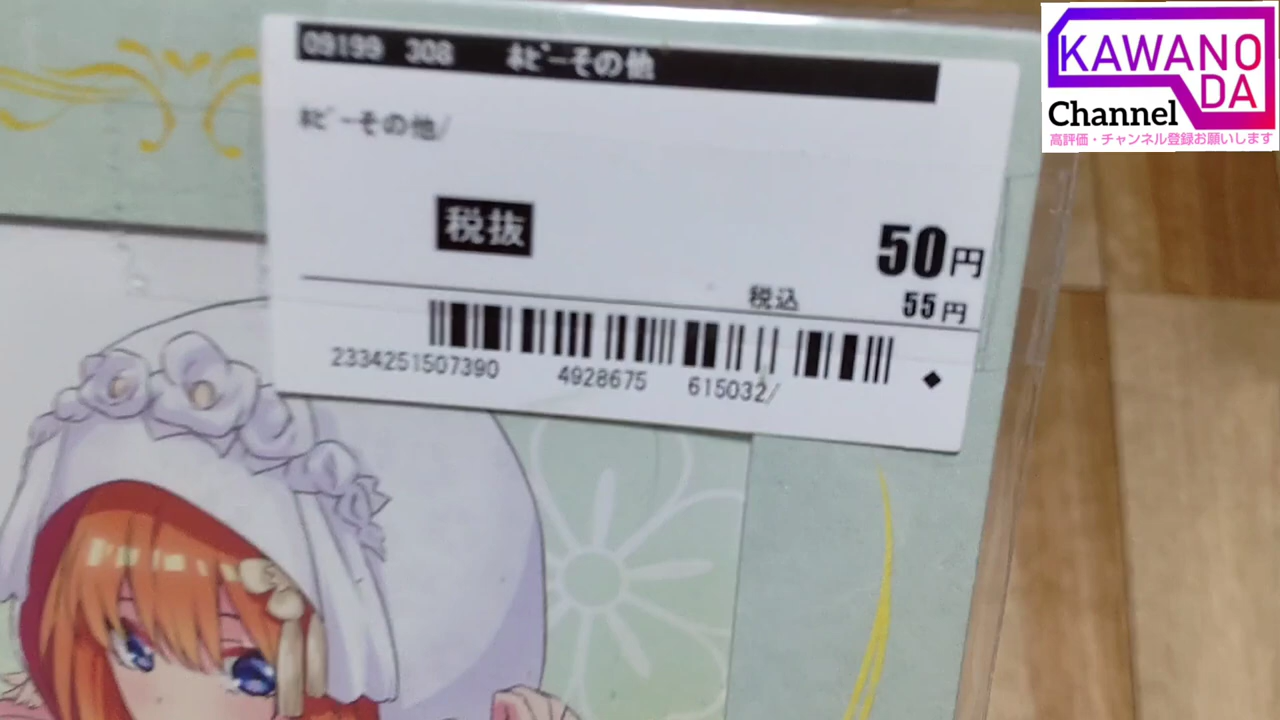 09199 308 ﾎﾋﾞｰその他
ﾎﾋﾞｰその他/
税抜
50円
税込 55円
2334251507390 4928675 615032/
KAWANO
DA
Channel
高評価・チャンネル登録お願いします